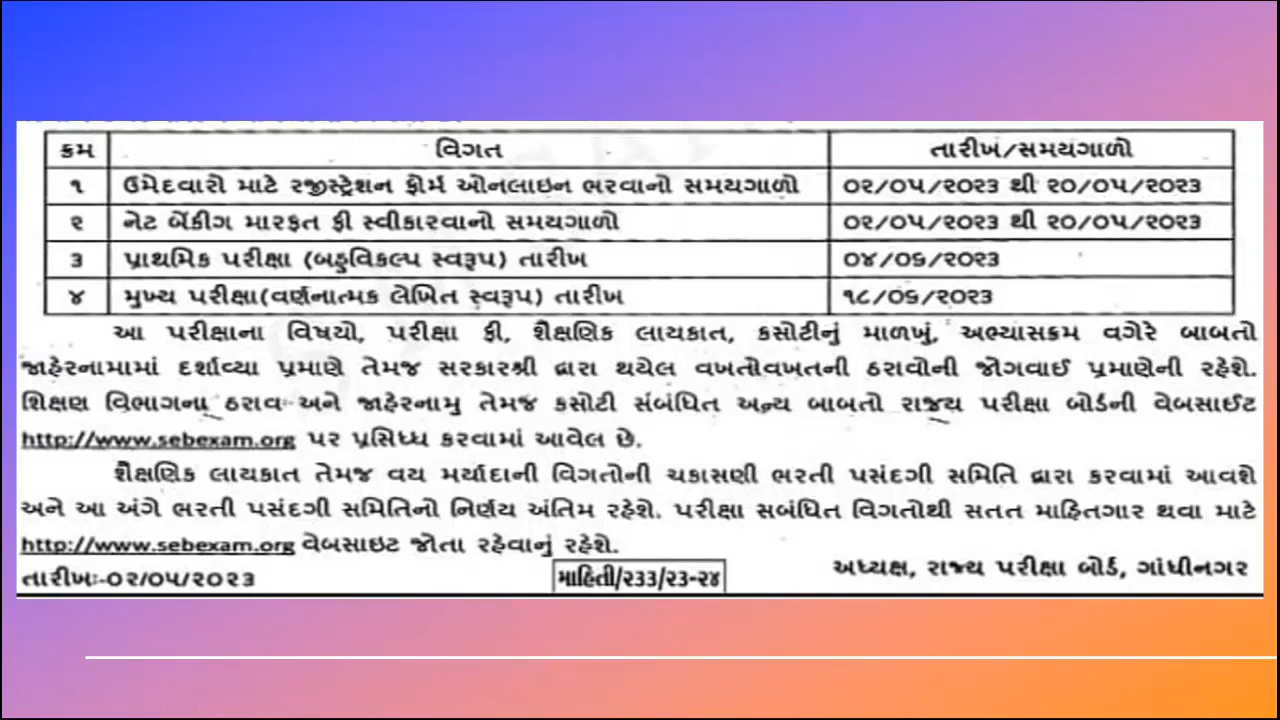 ક્રમ વિગત તારીખ/સમયગાળો
૧ ઉમેદવારો માટે રજીસ્ટ્રેશન ફોર્મ ઓનલાઇન ભરવાનો સમયગાળો ૦૨/૦૫/૨૦૨૩ થી ૨૦/૦૫/૨૦૨૩
૨ નેટ બેંકીગ મારફત ફી સ્વીકારવાનો સમયગાળો ૦૨/૦૫/૨૦૨૩ થી ૨૦/૦૫/૨૦૨૩
૩ પ્રાથમિક પરીક્ષા (બહુવિકલ્પ સ્વરૂપ) તારીખ ૦૪/૦૬/૨૦૨૩
૪ મુખ્ય પરીક્ષા(વર્ણનાત્મક લેખિત સ્વરૂપ) તારીખ ૧૮/૦૬/૨૦૨૩
આ પરીક્ષાના વિષયો, પરીક્ષા ફી, શૈક્ષણિક લાયકાત, કસોટીનું માળખું, અભ્યાસક્રમ વગેરે બાબતો
જાહેરનામામાં દર્શાવ્યા પ્રમાણે તેમજ સરકારશ્રી દ્વારા થયેલ વખતોવખતની ઠરાવોની જોગવાઈ પ્રમાણેની રહેશે.
શિક્ષણ વિભાગના ઠરાવ અને જાહેરનામુ તેમજ કસોટી સંબંધિત અન્ય બાબતો રાજ્ય પરીક્ષા બોર્ડની વેબસાઈટ
http://www.sebexam.org પર પ્રસિધ્ધ કરવામાં આવેલ છે.
શૈક્ષણિક લાયકાત તેમજ વય મર્યાદાની વિગતોની ચકાસણી ભરતી પસંદગી સમિતિ દ્વારા કરવામાં આવશે
અને આ અંગે ભરતી પસંદગી સમિતિનો નિર્ણય અંતિમ રહેશે. પરીક્ષા સબંધિત વિગતોથી સતત માહિતગાર થવા માટે
http://www.sebexam.org વેબસાઇટ જોતા રહેવાનું રહેશે.
તારીખઃ-૦૨/૦૫/૨૦૨૩ માહિતી/૨૩૩/૨૩-૨૪ અધ્યક્ષ, રાજ્ય પરીક્ષા બોર્ડ, ગાંધીનગર